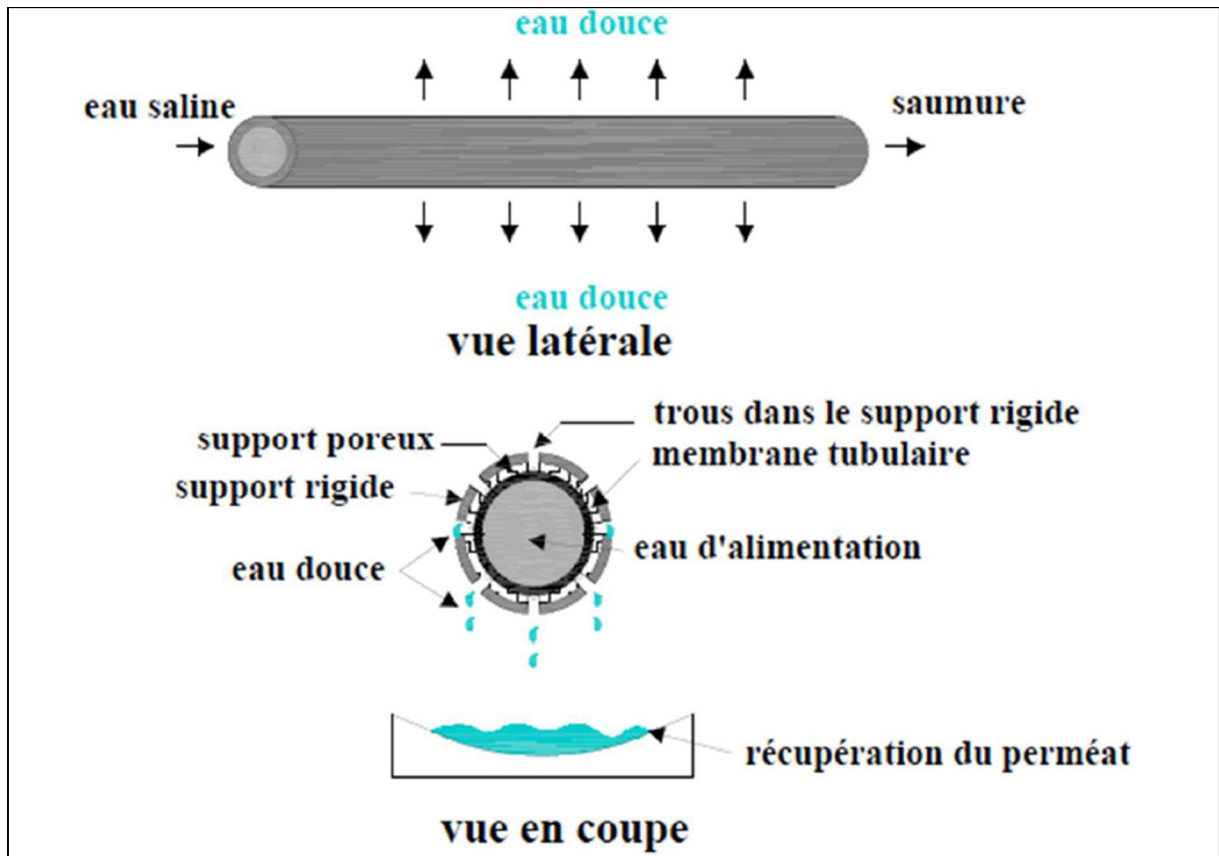 eau douce
eau saline
saumure
eau douce
vue latérale
trous dans le support rigide
support poreux
membrane tubulaire
support rigide
eau d'alimentation
eau douce
récupération du perméat
vue en coupe